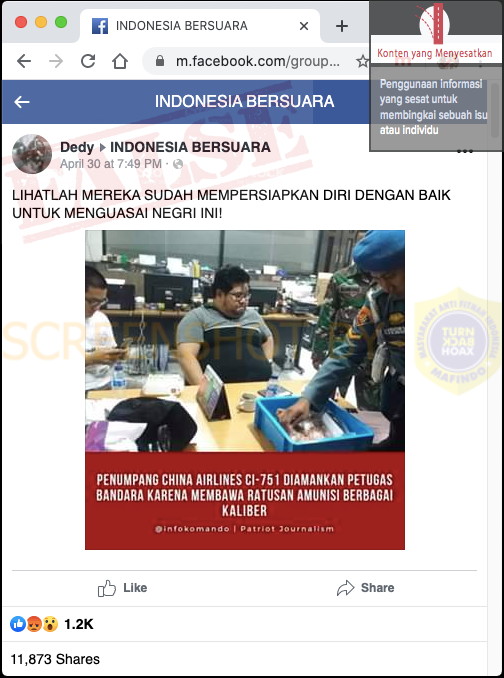 INDONESIA BERSUARA
m.facebook.com/group...
Konten yang Menyesatkan
Penggunaan informasi
yang sesat untuk
membingkai sebuah isu
atau individu
INDONESIA BERSUARA
Dedy INDONESIA BERSUARA
April 30 at 7:49 PM
FALSE
LIHATLAH MEREKA SUDAH MEMPERSIAPKAN DIRI DENGAN BAIK
UNTUK MENGUASAI NEGRI INI!
SCREENSHOT BY
MASYARAKAT ANTI FITNAH
TURN
BACK
HOAX
MAFINDO
PENUMPANG CHINA AIRLINES CI-751 DIAMANKAN PETUGAS
BANDARA KARENA MEMBAWA RATUSAN AMUNISI BERBAGAI
KALIBER
@infokomando | Patriot Journalism
Like
Share
1.2K
11,873 Shares